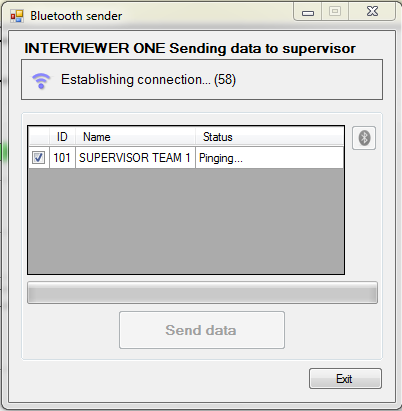 Bluetooth sender
INTERVIEWER ONE Sending data to supervisor
Establishing connection... (58)
ID Name Status
101 SUPERVISOR TEAM 1 Pinging...
Send data
Exit